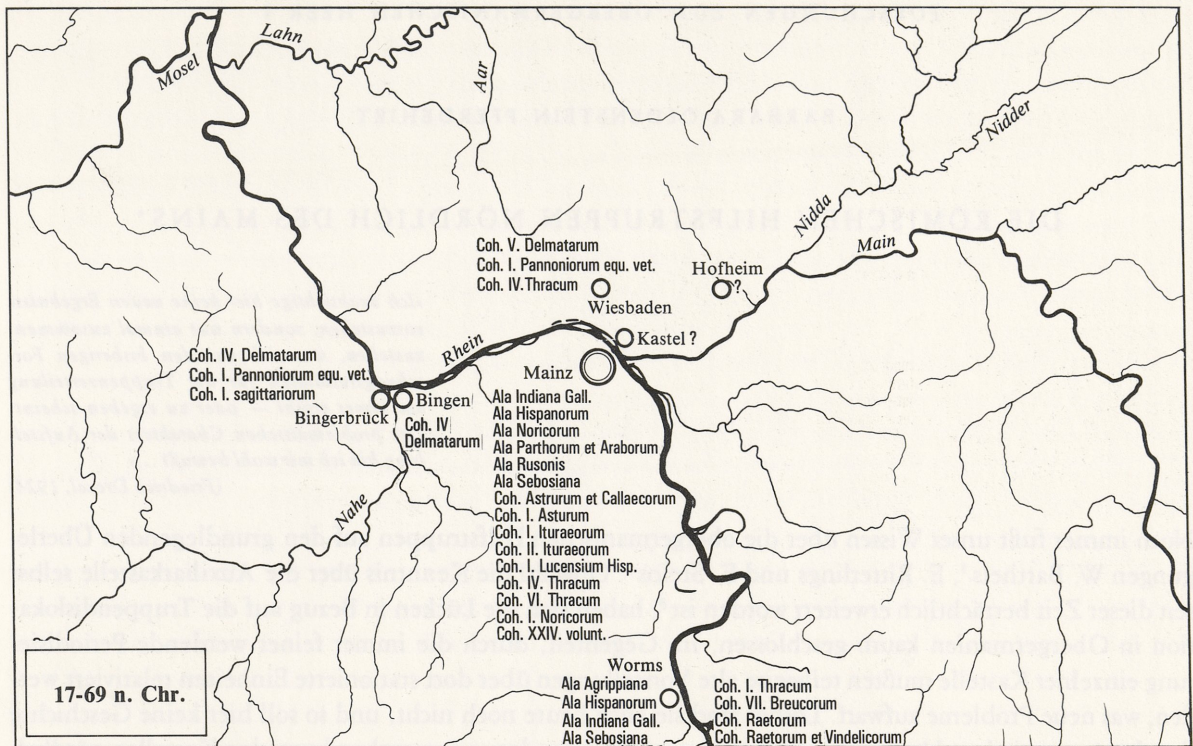 Lahn
Mosel
Aar
Nidder
Nidda
Main
Coh. V. Delmatarum
Coh. I. Pannoniorum equ. vet.
Coh. IV. Thracum
Hofheim
?
Wiesbaden
Kastel ?
Rhein
Mainz
Coh. IV. Delmatarum
Coh. I. Pannoniorum equ. vet.
Coh. I. sagittariorum
Bingen
Bingerbrück
Coh. IV
Delmatarum
Nahe
Ala Indiana Gall.
Ala Hispanorum
Ala Noricorum
Ala Parthorum et Araborum
Ala Rusonis
Ala Sebosiana
Coh. Astrurum et Callaecorum
Coh. I. Asturum
Coh. I. Ituraeorum
Coh. II. Ituraeorum
Coh. I. Lucensium Hisp.
Coh. IV. Thracum
Coh. VI. Thracum
Coh. I. Noricorum
Coh. XXIV. volunt.
17-69 n. Chr.
Worms
Ala Agrippiana
Ala Hispanorum
Ala Indiana Gall.
Ala Sebosiana
Coh. I. Thracum
Coh. VII. Breucorum
Coh. Raetorum
Coh. Raetorum et Vindelicorum